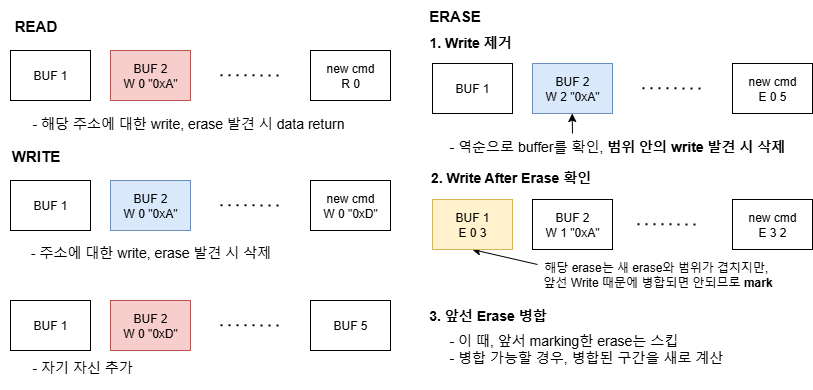 READ
BUF 1
BUF 2
W 0 "0xA"
new cmd
R 0
- 해당 주소에 대한 write, erase 발견 시 data return
WRITE
BUF 1
BUF 2
W 0 "0xA"
new cmd
W 0 "0xD"
- 주소에 대한 write, erase 발견 시 삭제
BUF 1
BUF 2
W 0 "0xD"
BUF 5
- 자기 자신 추가
ERASE
1. Write 제거
BUF 1
BUF 2
W 2 "0xA"
new cmd
E 0 5
- 역순으로 buffer를 확인, 범위 안의 write 발견 시 삭제
2. Write After Erase 확인
BUF 1
E 0 3
BUF 2
W 1 "0xA"
new cmd
E 3 2
해당 erase는 새 erase와 범위가 겹치지만,
앞선 Write 때문에 병합되면 안되므로 mark
3. 앞선 Erase 병합
- 이 때, 앞서 marking한 erase는 스킵
- 병합 가능할 경우, 병합된 구간을 새로 계산